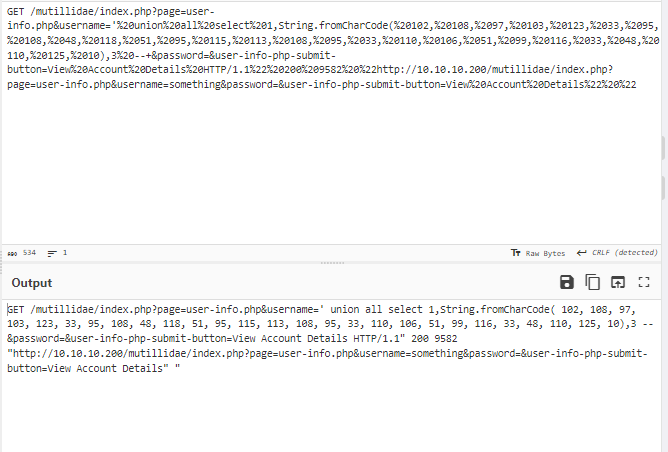 GET /mutillidae/index.php?page=user-
info.php&username='%20union%20all%20select%201,String.fromCharCode(%20102,%20108,%2097,%20103,%20123,%2033,%2095,
%20108,%2048,%20118,%2051,%2095,%20115,%20113,%20108,%2095,%2033,%20110,%20106,%2051,%2099,%20116,%2033,%2048,%20
110,%20125,%2010),3%20--+&password=&user-info-php-submit-
button=View%20Account%20Details%20HTTP/1.1%22%20200%209582%20%22http://10.10.10.200/mutillidae/index.php?
page=user-info.php&username=something&password=&user-info-php-submit-button=View%20Account%20Details%22%20%22
ABC 534 1 Tт Raw Bytes ↵ CRLF (detected)
Output
GET /mutillidae/index.php?page=user-info.php&username=' union all select 1,String.fromCharCode( 102, 108, 97,
103, 123, 33, 95, 108, 48, 118, 51, 95, 115, 113, 108, 95, 33, 110, 106, 51, 99, 116, 33, 48, 110, 125, 10),3 --
&password=&user-info-php-submit-button=View Account Details HTTP/1.1" 200 9582
"http://10.10.10.200/mutillidae/index.php?page=user-info.php&username=something&password=&user-info-php-submit-
button=View Account Details" "